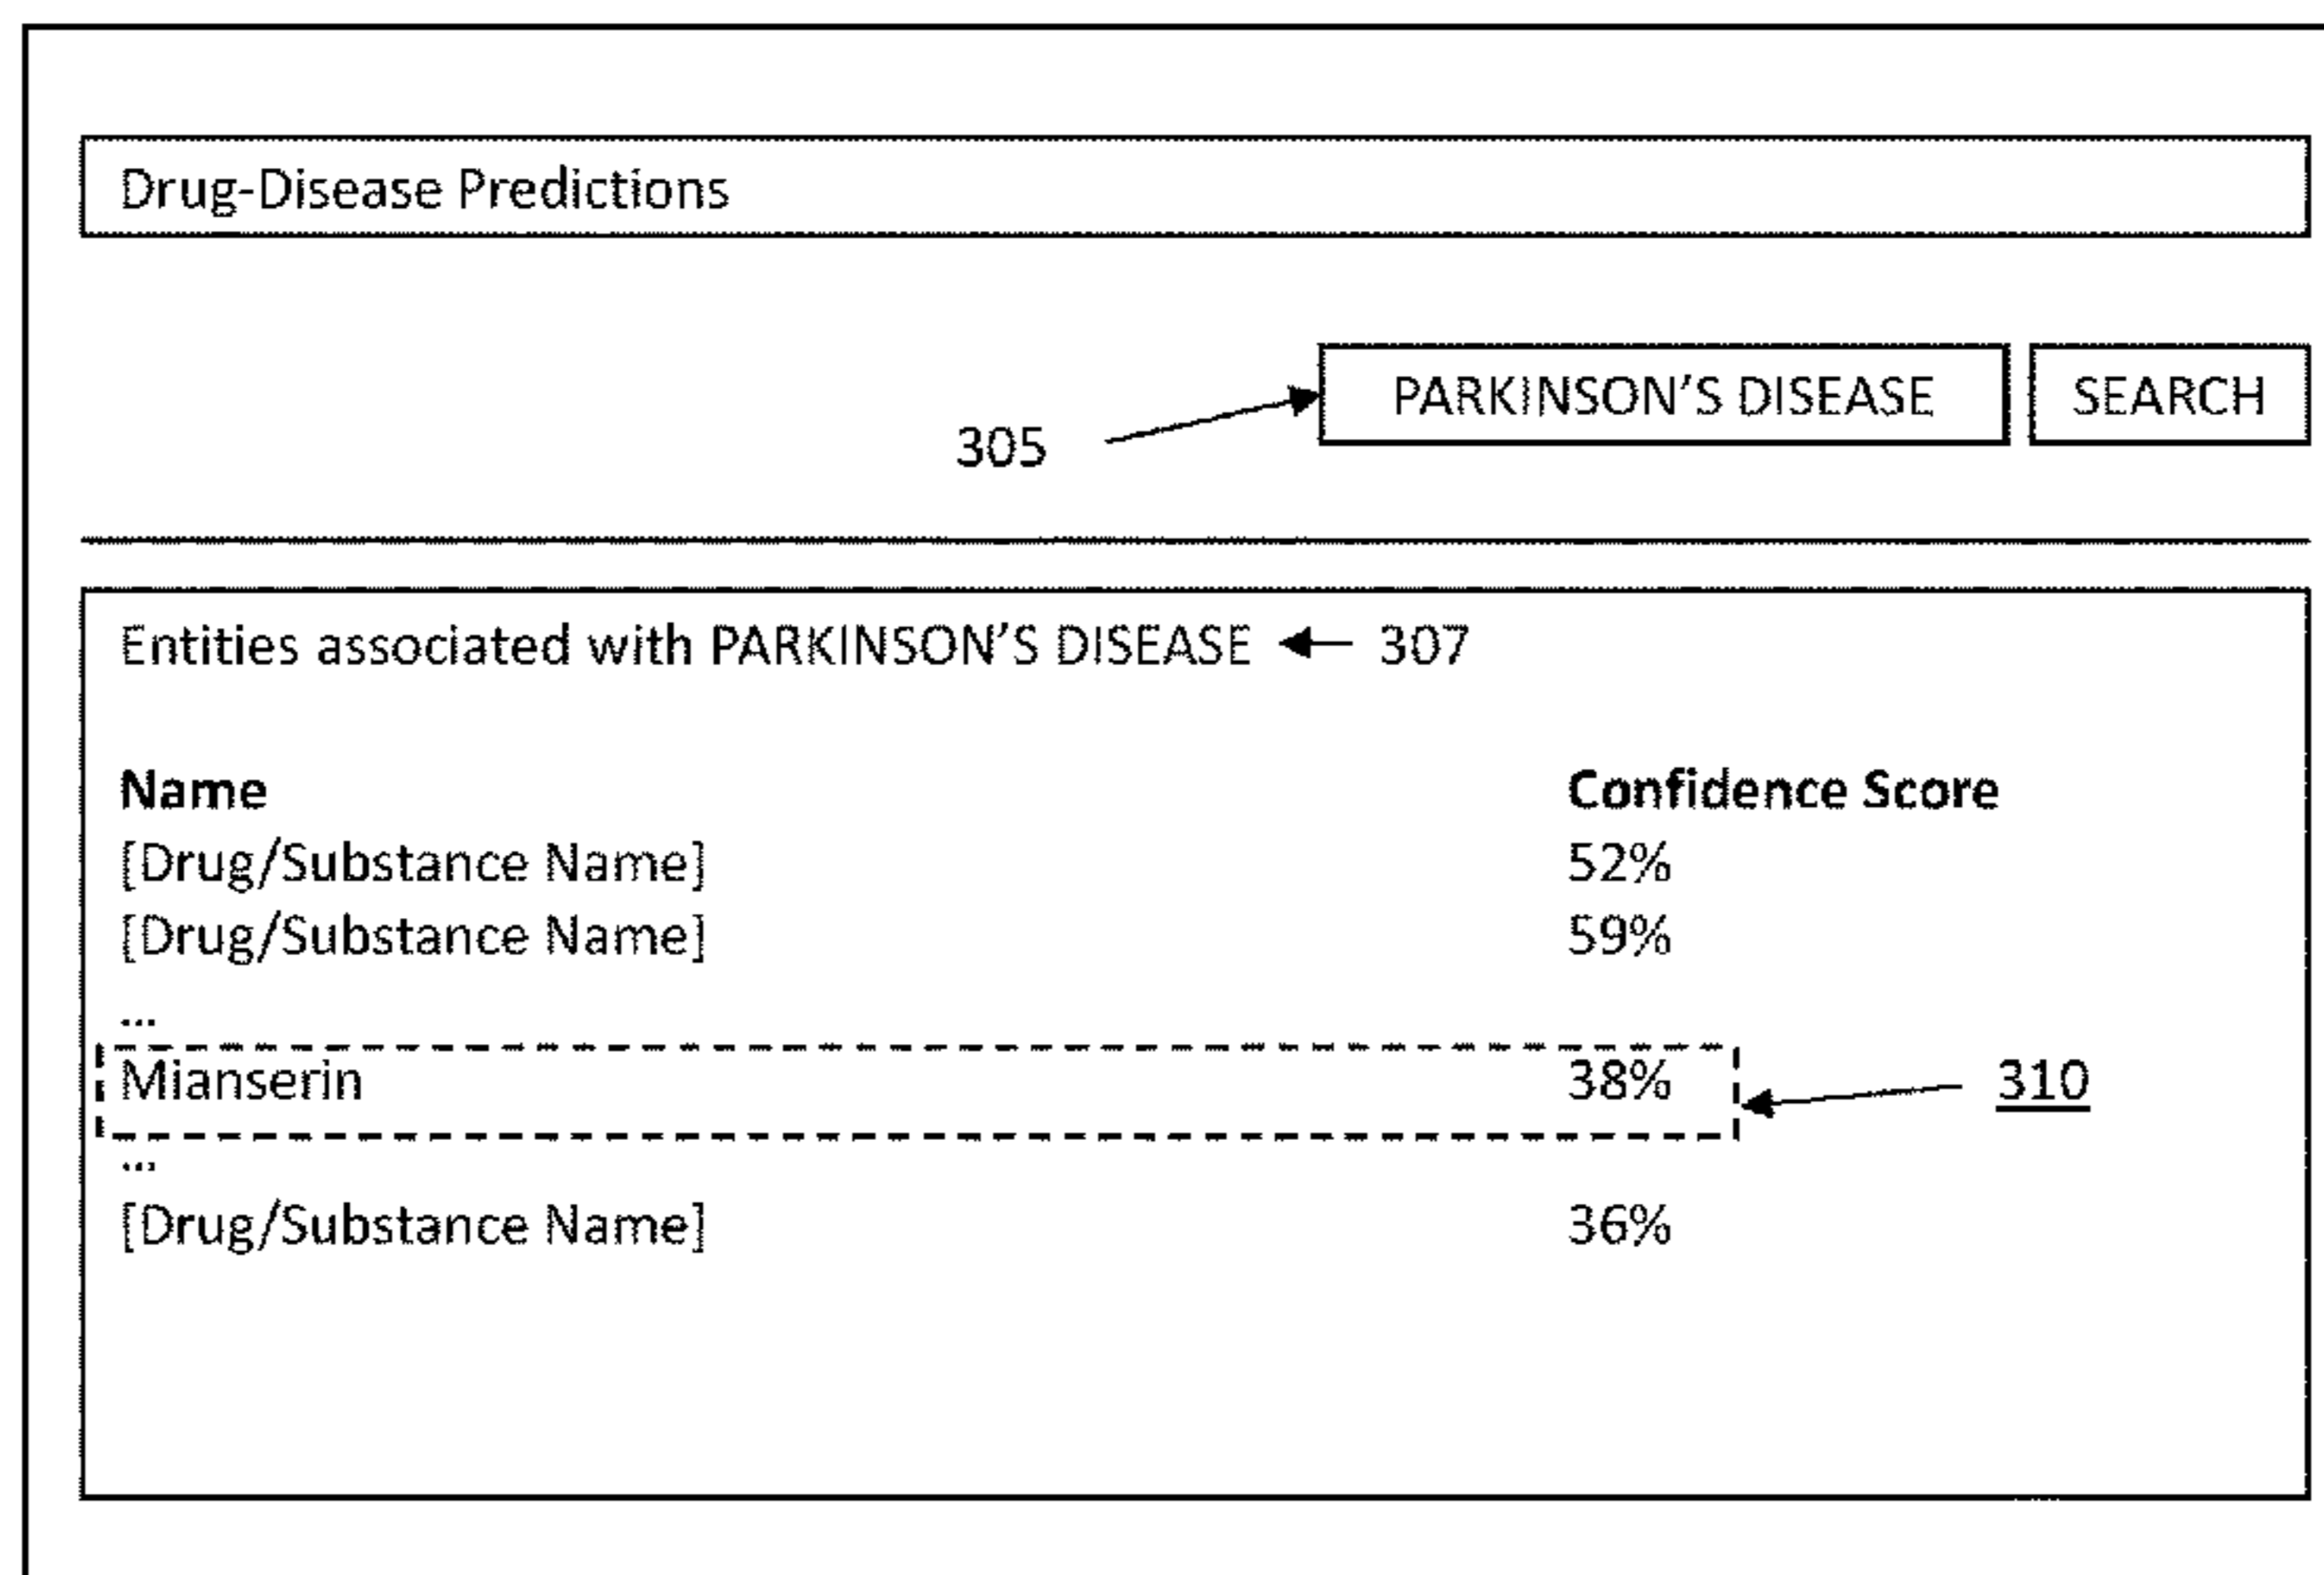 Drug-Disease Predictions
PARKINSON'S DISEASE SEARCH
305
Entities associated with PARKINSON'S DISEASE 307
Name Confidence Score
[Drug/Substance Name] 52%
[Drug/Substance Name] 59%
...
Mianserin 38% 310
...
[Drug/Substance Name] 36%